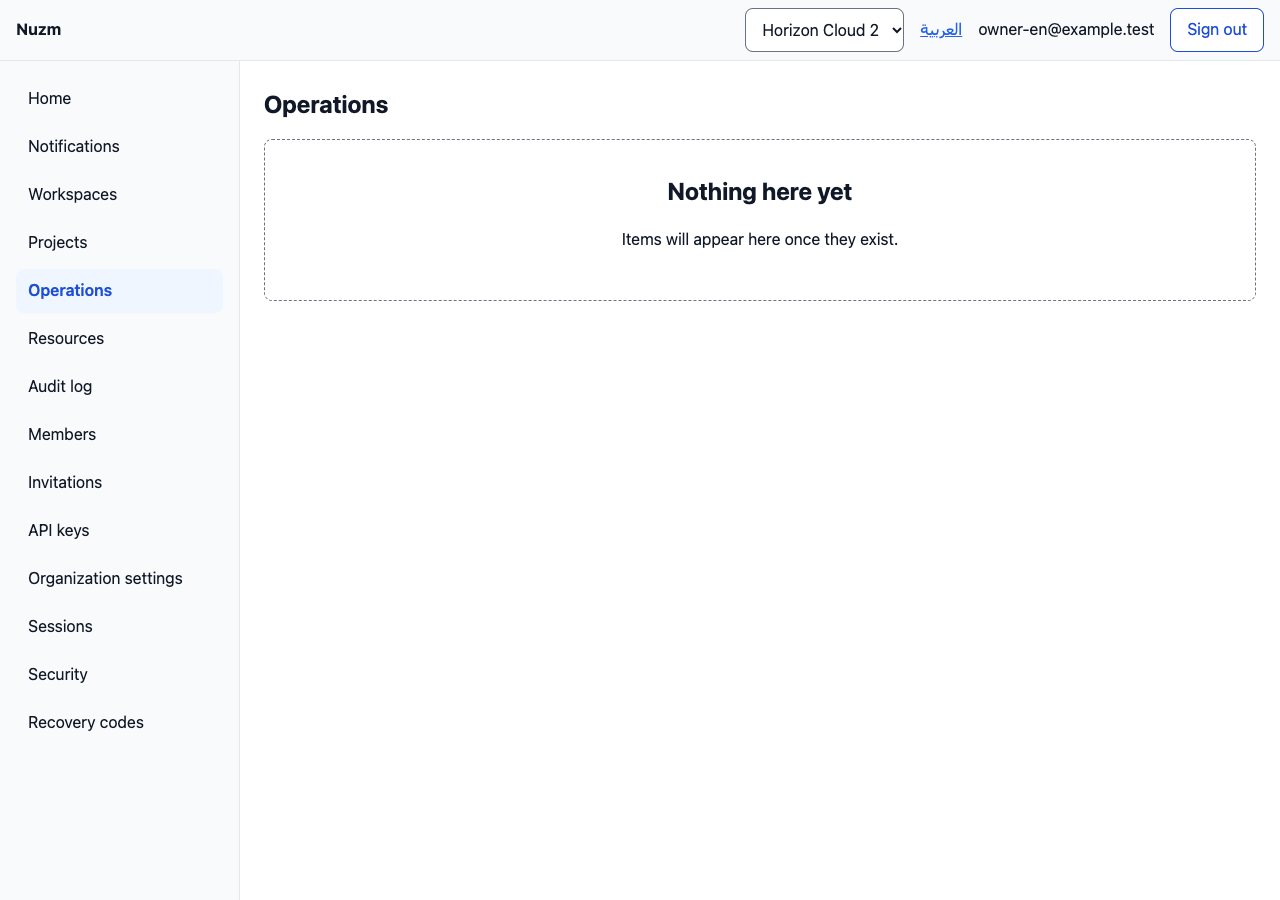 Nuzm
Horizon Cloud 2
العربية
owner-en@example.test
Sign out
Home
Notifications
Workspaces
Projects
Operations
Resources
Audit log
Members
Invitations
API keys
Organization settings
Sessions
Security
Recovery codes
Operations
Nothing here yet
Items will appear here once they exist.